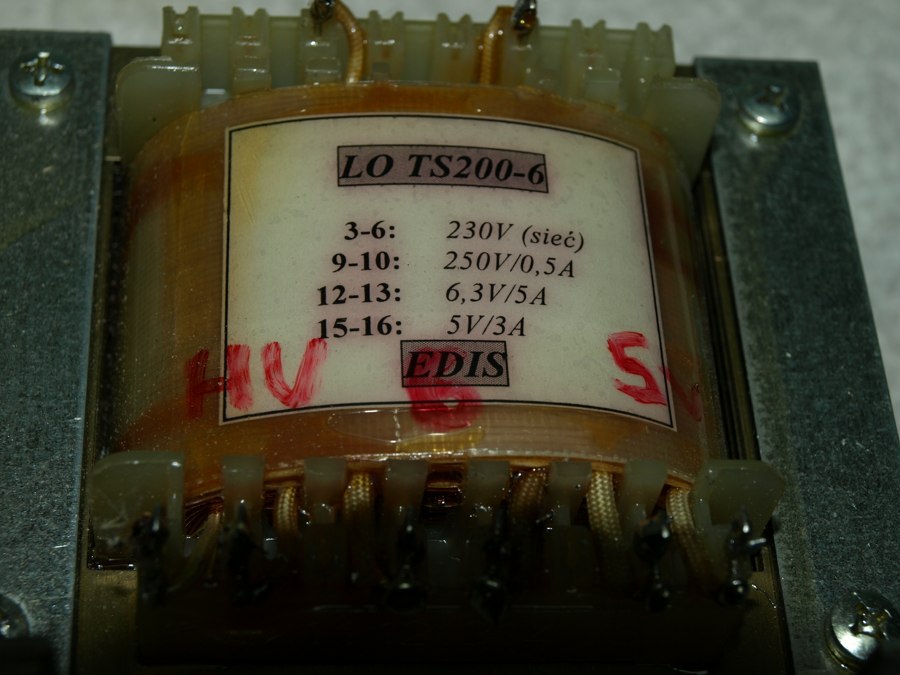 LO TS200-6
3-6: 230V (sieć)
9-10: 250V/0,5A
12-13: 6,3V/5A
15-16: 5V/3A
EDIS
HV 6 5V